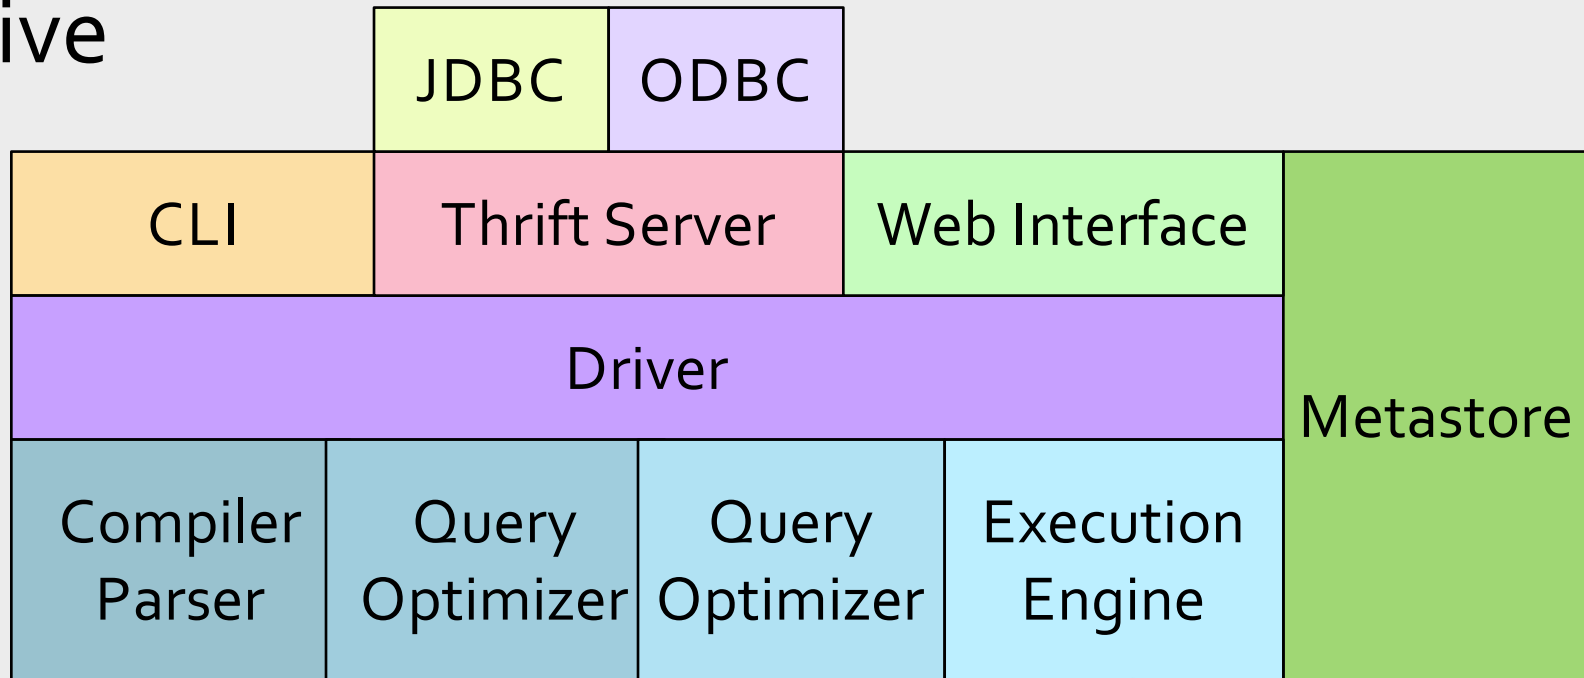 ive
JDBC
ODBC
CLI
Thrift Server
Web Interface
Driver
Metastore
Compiler
Parser
Query
Optimizer
Query
Optimizer
Execution
Engine